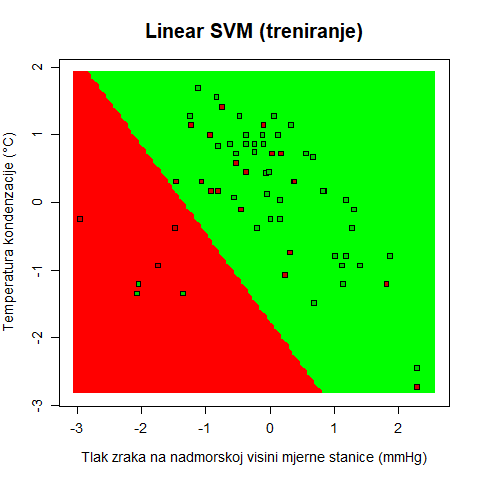 Linear SVM (treniranje)
Temperatura kondenzacije (°C)
2
1
0
-1
-2
-3
-3 -2 -1 0 1 2
Tlak zraka na nadmorskoj visini mjerne stanice (mmHg)